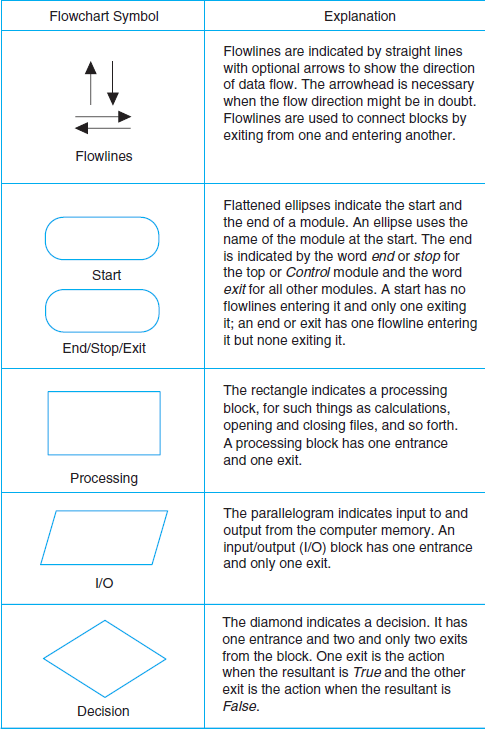 Flowchart Symbol
Explanation
Flowlines
Flowlines are indicated by straight lines
with optional arrows to show the direction
of data flow. The arrowhead is necessary
when the flow direction might be in doubt.
Flowlines are used to connect blocks by
exiting from one and entering another.
Start
End/Stop/Exit
Flattened ellipses indicate the start and
the end of a module. An ellipse uses the
name of the module at the start. The end
is indicated by the word end or stop for
the top or Control module and the word
exit for all other modules. A start has no
flowlines entering it and only one exiting
it; an end or exit has one flowline entering
it but none exiting it.
Processing
The rectangle indicates a processing
block, for such things as calculations,
opening and closing files, and so forth.
A processing block has one entrance
and one exit.
I/O
The parallelogram indicates input to and
output from the computer memory. An
input/output (I/O) block has one entrance
and only one exit.
Decision
The diamond indicates a decision. It has
one entrance and two and only two exits
from the block. One exit is the action
when the resultant is True and the other
exit is the action when the resultant is
False.